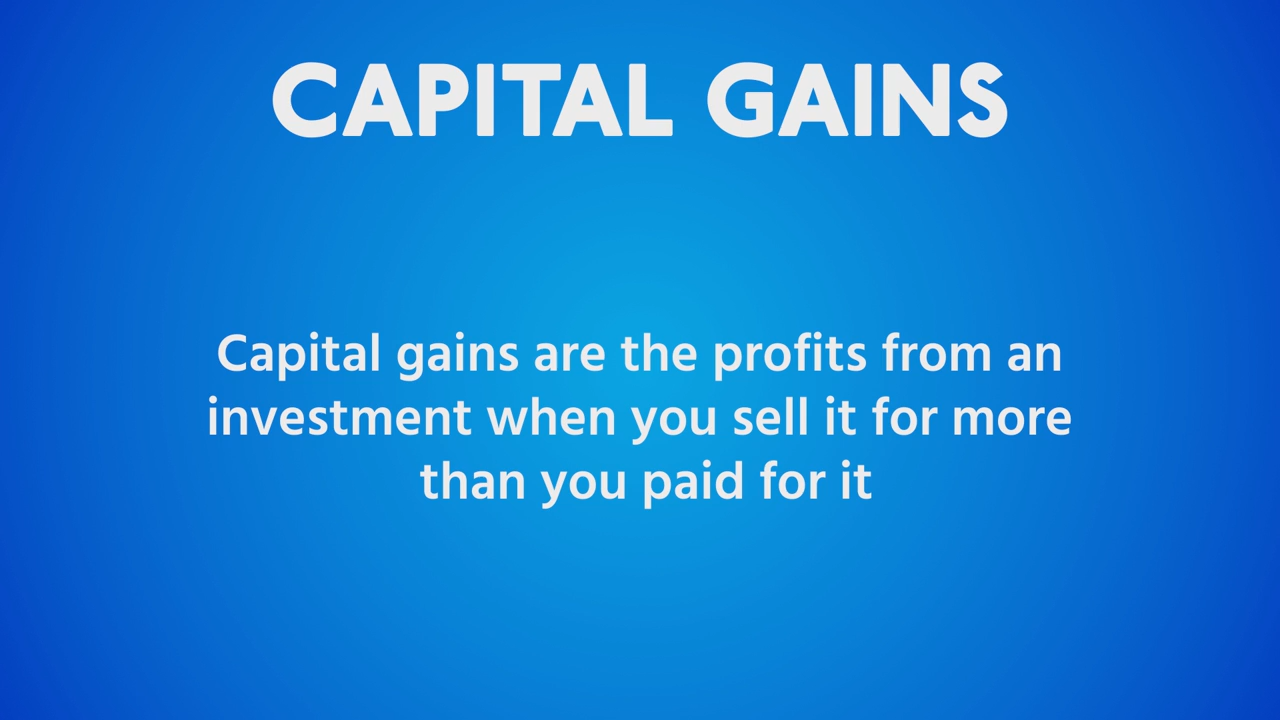 CAPITAL GAINS
Capital gains are the profits from an
investment when you sell it for more
than you paid for it